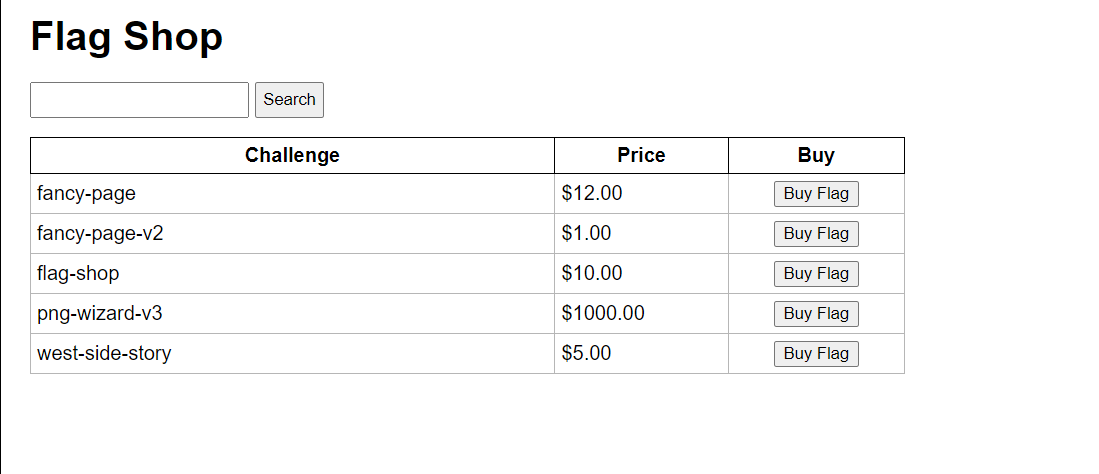 Flag Shop
Search
Challenge Price Buy
fancy-page $12.00 Buy Flag
fancy-page-v2 $1.00 Buy Flag
flag-shop $10.00 Buy Flag
png-wizard-v3 $1000.00 Buy Flag
west-side-story $5.00 Buy Flag